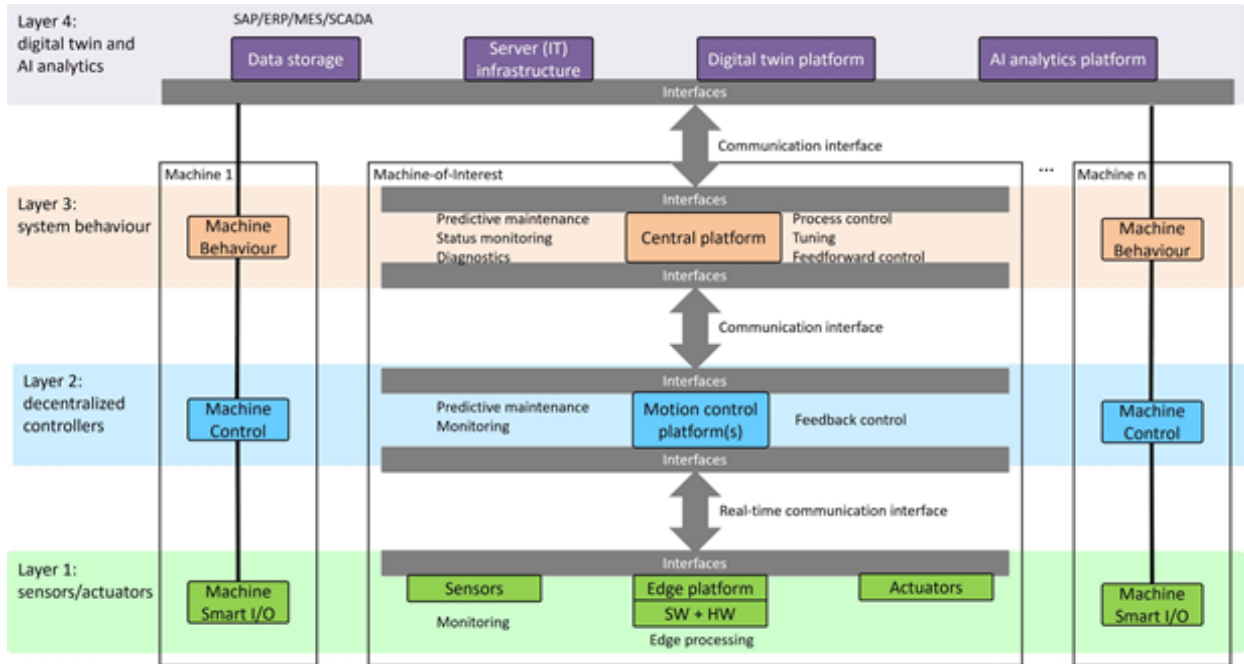 Layer 4:
digital twin and
AI analytics
SAP/ERP/MES/SCADA
Data storage
Server (IT)
infrastructure
Digital twin platform
AI analytics platform
Interfaces
Communication interface
Machine 1
Machine-of-Interest
...
Machine n
Layer 3:
system behaviour
Machine
Behaviour
Interfaces
Predictive maintenance
Status monitoring
Diagnostics
Central platform
Process control
Tuning
Feedforward control
Interfaces
Machine
Behaviour
Communication interface
Layer 2:
decentralized
controllers
Machine
Control
Interfaces
Predictive maintenance
Monitoring
Motion control
platform(s)
Feedback control
Interfaces
Machine
Control
Real-time communication interface
Layer 1:
sensors/actuators
Machine
Smart I/O
Interfaces
Sensors
Monitoring
Edge platform
SW + HW
Edge processing
Actuators
Machine
Smart I/O